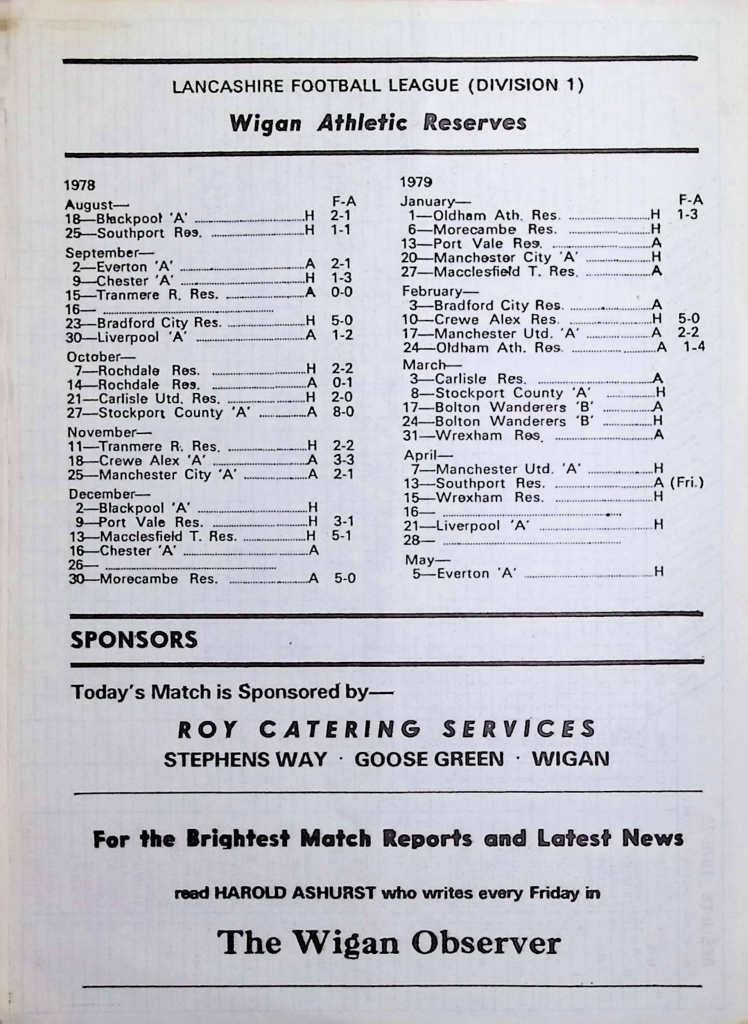 LANCASHIRE FOOTBALL LEAGUE (DIVISION 1)
Wigan Athletic Reserves
1978
August— F-A
18—Blackpool 'A' ........ H 2-1
25—Southport Res. ........ H 1-1
September—
2—Everton 'A' ........ A 2-1
9—Chester 'A' ........ H 1-3
15—Tranmere R. Res. ........ A 0-0
16— ........
23—Bradford City Res. ........ H 5-0
30—Liverpool 'A' ........ A 1-2
October—
7—Rochdale Res. ........ H 2-2
14—Rochdale Res. ........ A 0-1
21—Carlisle Utd. Res. ........ H 2-0
27—Stockport County 'A' ........ A 8-0
November—
11—Tranmere R. Res. ........ H 2-2
18—Crewe Alex 'A' ........ A 3-3
25—Manchester City 'A' ........ A 2-1
December—
2—Blackpool 'A' ........ H
9—Port Vale Res. ........ H 3-1
13—Macclesfield T. Res. ........ H 5-1
16—Chester 'A' ........ A
26— ........
30—Morecambe Res. ........ A 5-0
1979
January— F-A
1—Oldham Ath. Res. ........ H 1-3
6—Morecambe Res. ........ H
13—Port Vale Res. ........ A
20—Manchester City 'A' ........ H
27—Macclesfield T. Res. ........ A
February—
3—Bradford City Res. ........ A
10—Crewe Alex Res. ........ H 5-0
17—Manchester Utd. 'A' ........ A 2-2
24—Oldham Ath. Res. ........ A 1-4
March—
3—Carlisle Res. ........ A
8—Stockport County 'A' ........ H
17—Bolton Wanderers 'B' ........ A
24—Bolton Wanderers 'B' ........ H
31—Wrexham Res. ........ A
April—
7—Manchester Utd. 'A' ........ H
13—Southport Res. ........ A (Fri.)
15—Wrexham Res. ........ H
16— ........
21—Liverpool 'A' ........ H
28— ........
May—
5—Everton 'A' ........ H
SPONSORS
Today's Match is Sponsored by—
ROY CATERING SERVICES
STEPHENS WAY · GOOSE GREEN · WIGAN
For the Brightest Match Reports and Latest News
read HAROLD ASHURST who writes every Friday in
The Wigan Observer